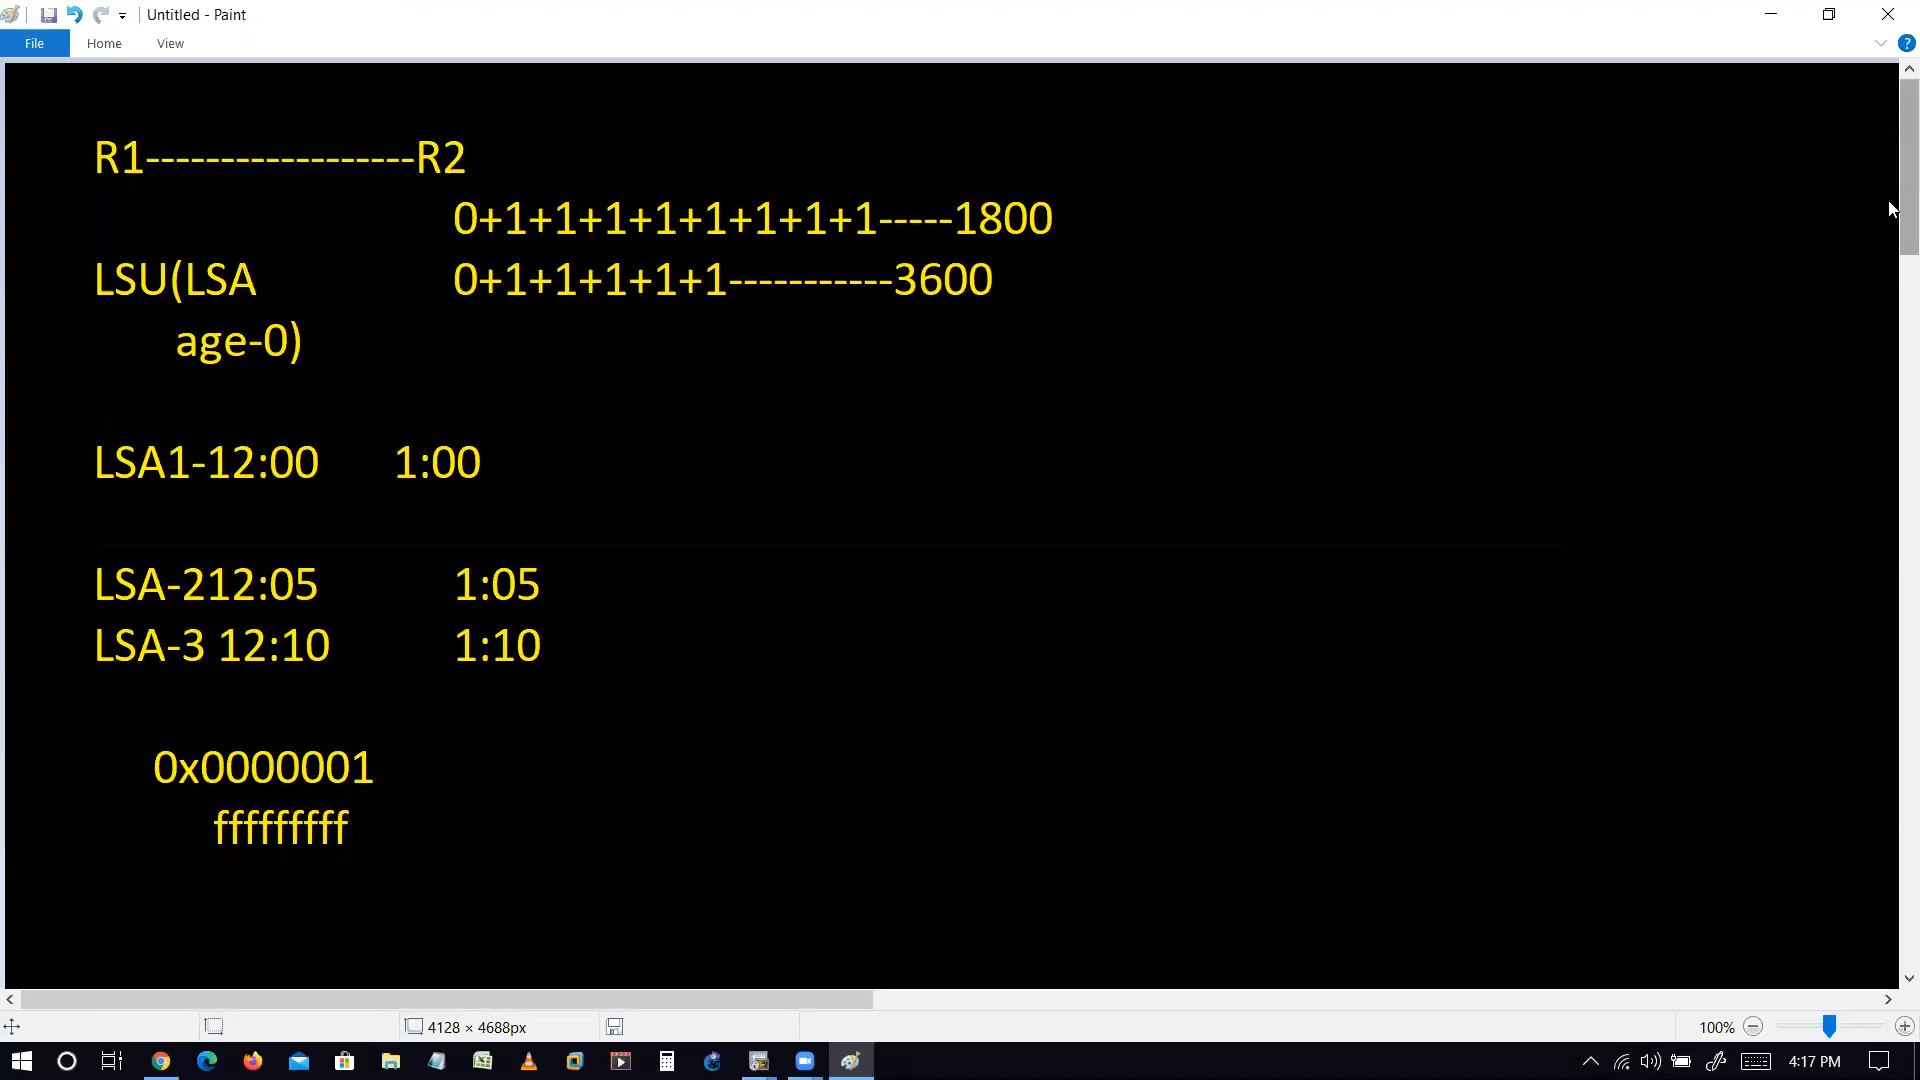 Untitled - Paint
File Home View
R1------------------R2
0+1+1+1+1+1+1+1+1-----1800
LSU(LSA 0+1+1+1+1+1-----------3600
age-0)
LSA1-12:00 1:00
LSA-212:05 1:05
LSA-3 12:10 1:10
0x0000001
fffffffff
4128 × 4688px 100%
4:17 PM